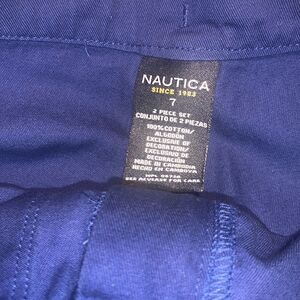 NAUTICA
SINCE 1983
7
2 PIECE SET
CONJUNTO DE 2 PIEZAS
100% COTTON/
ALGODÓN
EXCLUSIVE OF
DECORATION/
EXCLUSIVO DE
DECORACIÓN
MADE IN CAMBODIA
HECHO EN CAMBOYA
SEE REVERSE FOR CARE